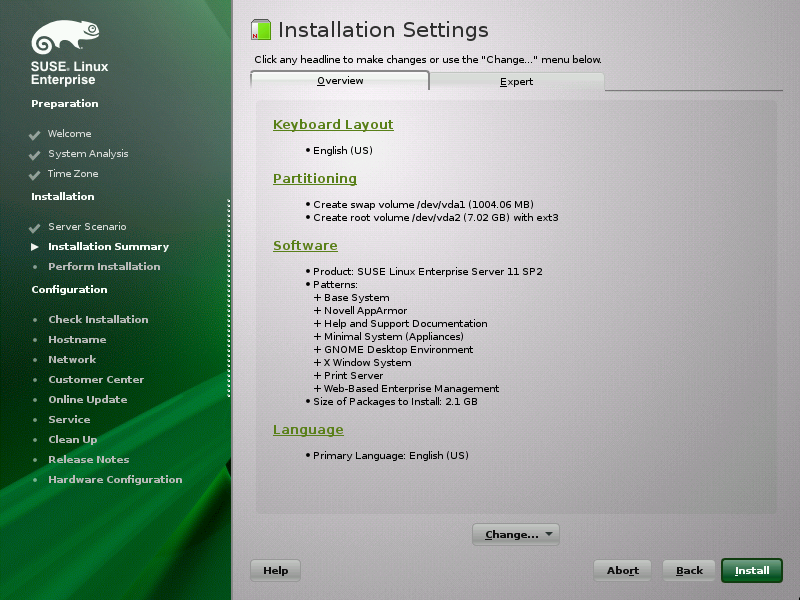 SUSE. Linux
Enterprise
Preparation
Welcome
System Analysis
Time Zone
Installation
Server Scenario
Installation Summary
Perform Installation
Configuration
Check Installation
Hostname
Network
Customer Center
Online Update
Service
Clean Up
Release Notes
Hardware Configuration
Installation Settings
Click any headline to make changes or use the "Change..." menu below.
Overview
Expert
Keyboard Layout
• English (US)
Partitioning
• Create swap volume /dev/vda1 (1004.06 MB)
• Create root volume /dev/vda2 (7.02 GB) with ext3
Software
• Product: SUSE Linux Enterprise Server 11 SP2
• Patterns:
+ Base System
+ Novell AppArmor
+ Help and Support Documentation
+ Minimal System (Appliances)
+ GNOME Desktop Environment
+ X Window System
+ Print Server
+ Web-Based Enterprise Management
• Size of Packages to Install: 2.1 GB
Language
• Primary Language: English (US)
Change...
Help
Abort
Back
Install